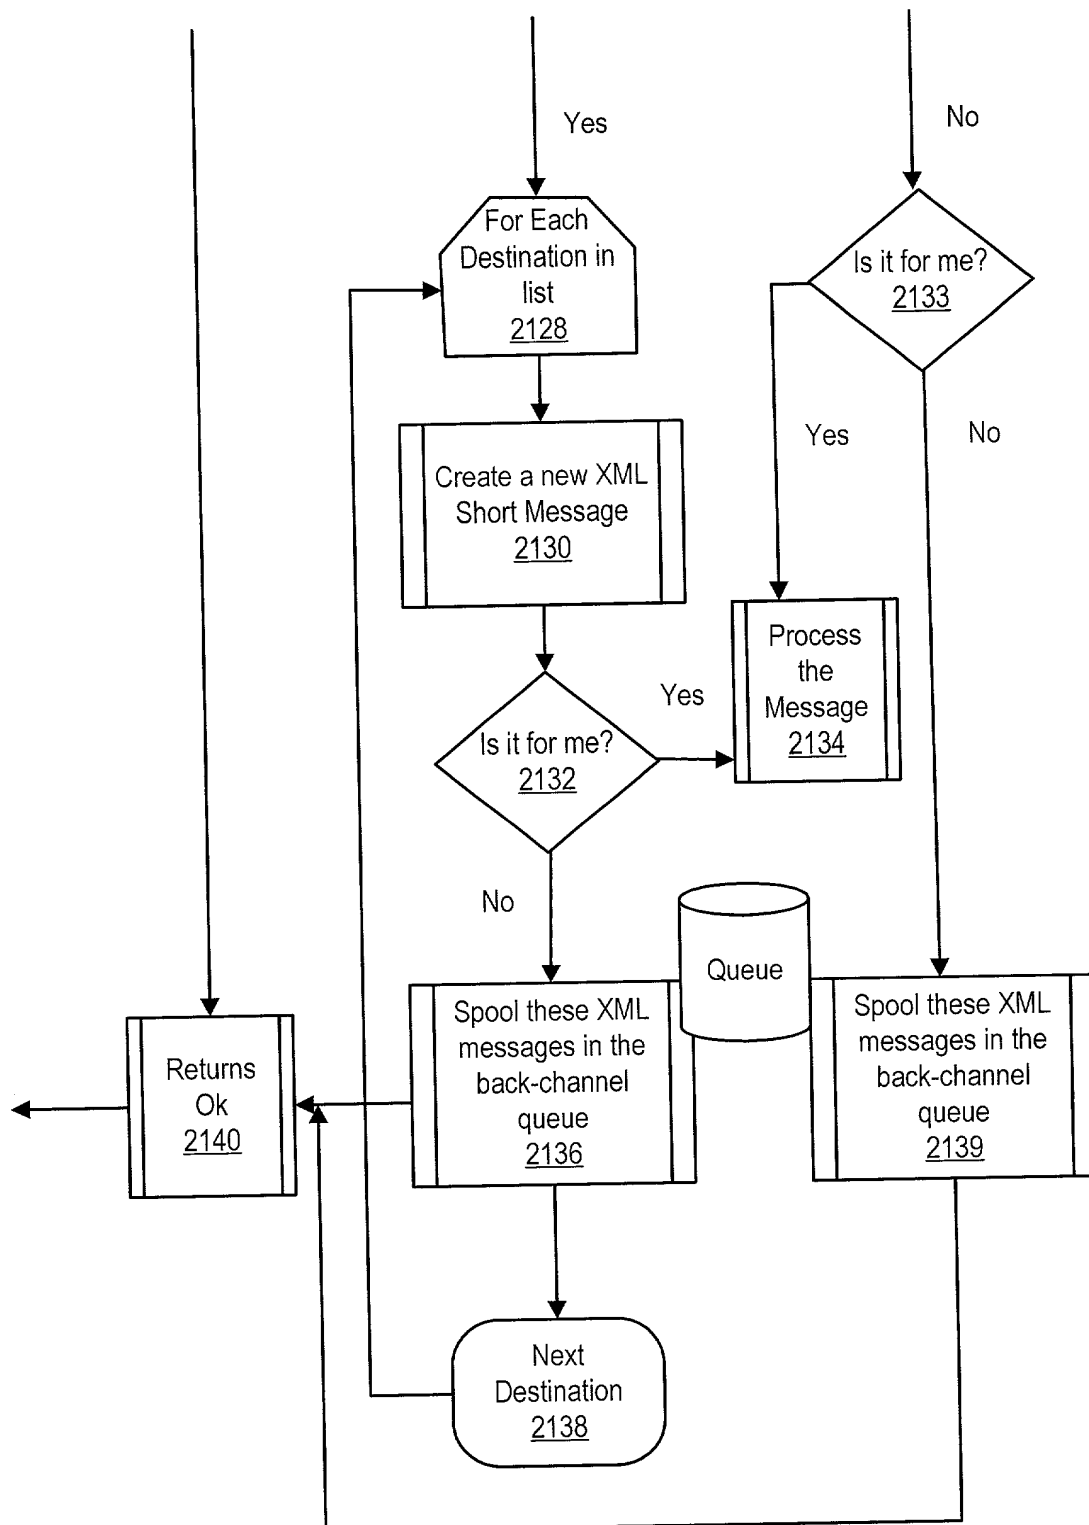 Yes
No
For Each
Destination in
list
2128
Is it for me?
2133
Yes
No
Create a new XML
Short Message
2130
Process
the
Message
2134
Yes
Is it for me?
2132
No
Queue
Spool these XML
messages in the
back-channel
queue
2136
Spool these XML
messages in the
back-channel
queue
2139
Returns
Ok
2140
Next
Destination
2138